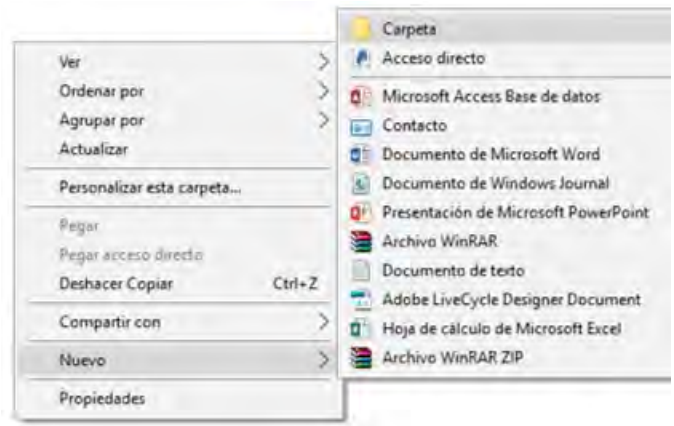 Ver
Ordenar por
Agrupar por
Actualizar
Personalizar esta carpeta...
Pegar
Pegar acceso directo
Deshacer Copiar Ctrl+Z
Compartir con
Nuevo
Propiedades
Carpeta
Acceso directo
Microsoft Access Base de datos
Contacto
Documento de Microsoft Word
Documento de Windows Journal
Presentación de Microsoft PowerPoint
Archivo WinRAR
Documento de texto
Adobe LiveCycle Designer Document
Hoja de cálculo de Microsoft Excel
Archivo WinRAR ZIP